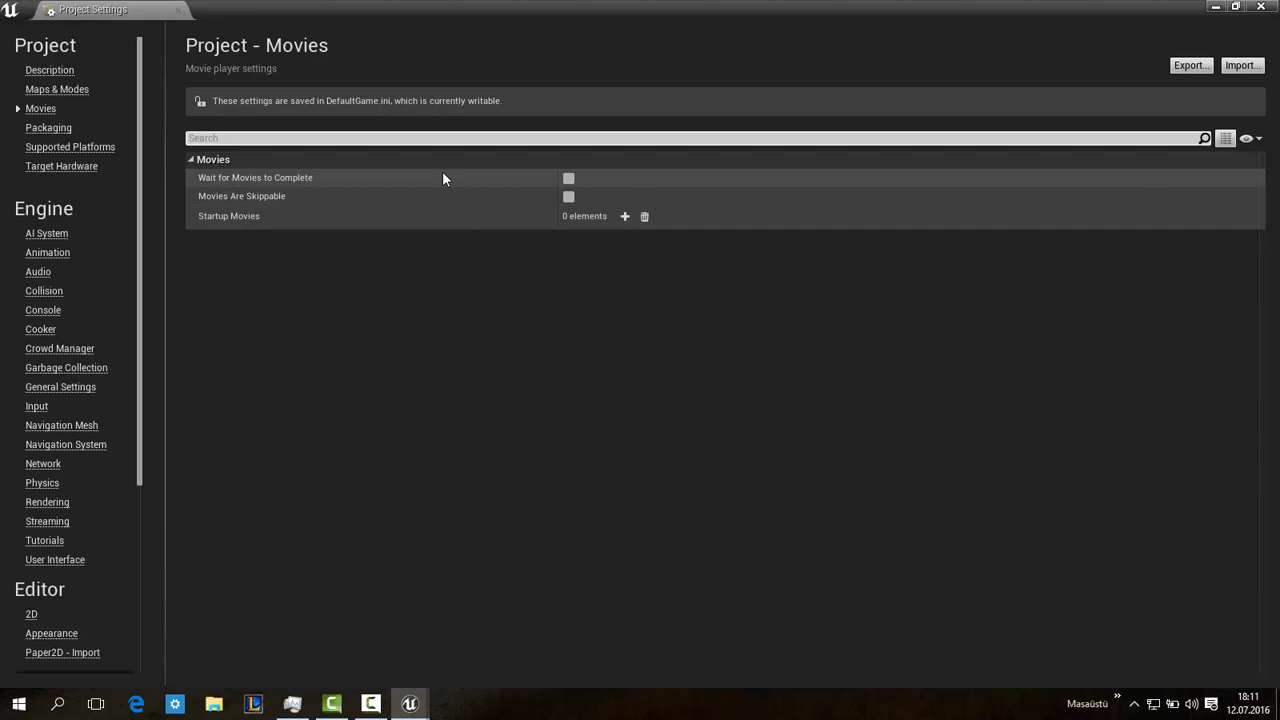 Project Settings
Project
Description
Maps & Modes
Movies
Packaging
Supported Platforms
Target Hardware
Engine
AI System
Animation
Audio
Collision
Console
Cooker
Crowd Manager
Garbage Collection
General Settings
Input
Navigation Mesh
Navigation System
Network
Physics
Rendering
Streaming
Tutorials
User Interface
Editor
2D
Appearance
Paper2D - Import
Project - Movies
Movie player settings
Export...
Import...
These settings are saved in DefaultGame.ini, which is currently writable.
Search
Movies
Wait for Movies to Complete
Movies Are Skippable
Startup Movies
0 elements
Masaüstü
18:11
12.07.2016